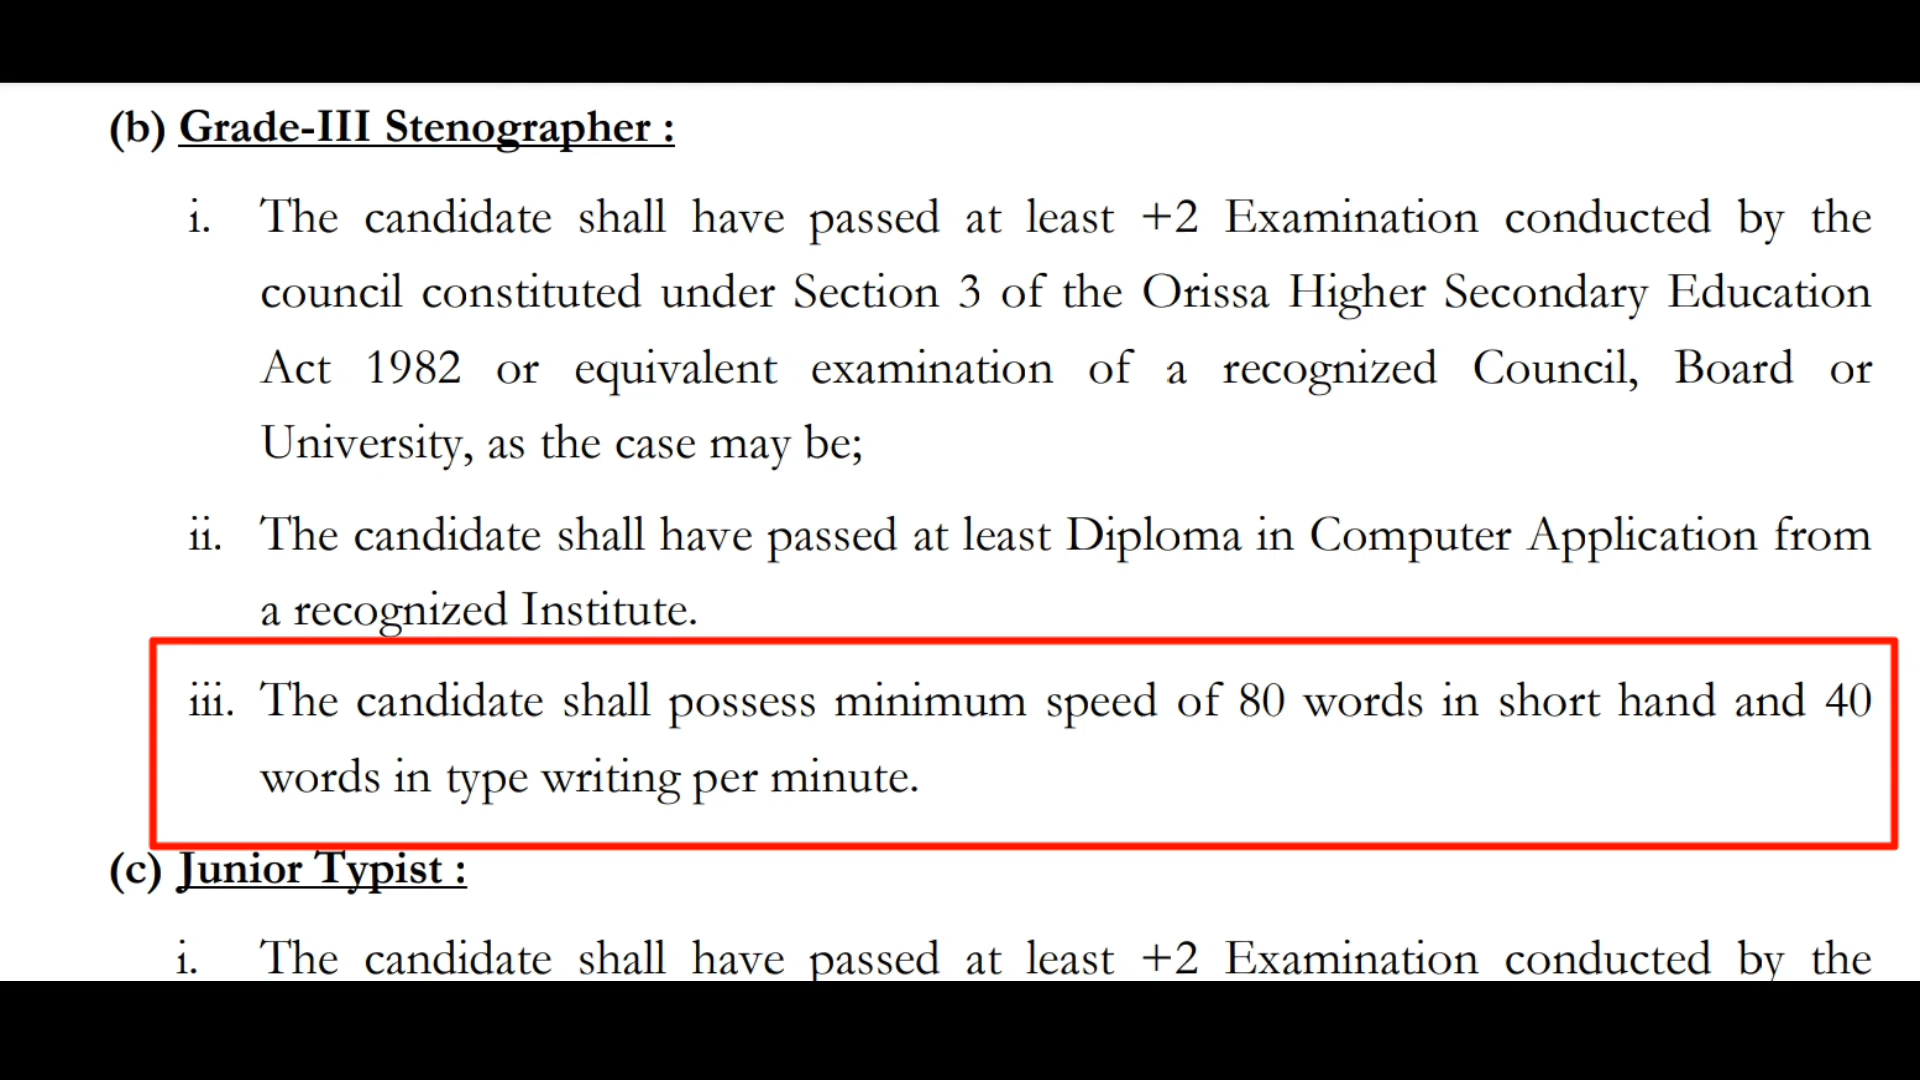 (b) Grade-III Stenographer :
i. The candidate shall have passed at least +2 Examination conducted by the
council constituted under Section 3 of the Orissa Higher Secondary Education
Act 1982 or equivalent examination of a recognized Council, Board or
University, as the case may be;
ii. The candidate shall have passed at least Diploma in Computer Application from
a recognized Institute.
iii. The candidate shall possess minimum speed of 80 words in short hand and 40
words in type writing per minute.
(c) Junior Typist :
i. The candidate shall have passed at least +2 Examination conducted by the